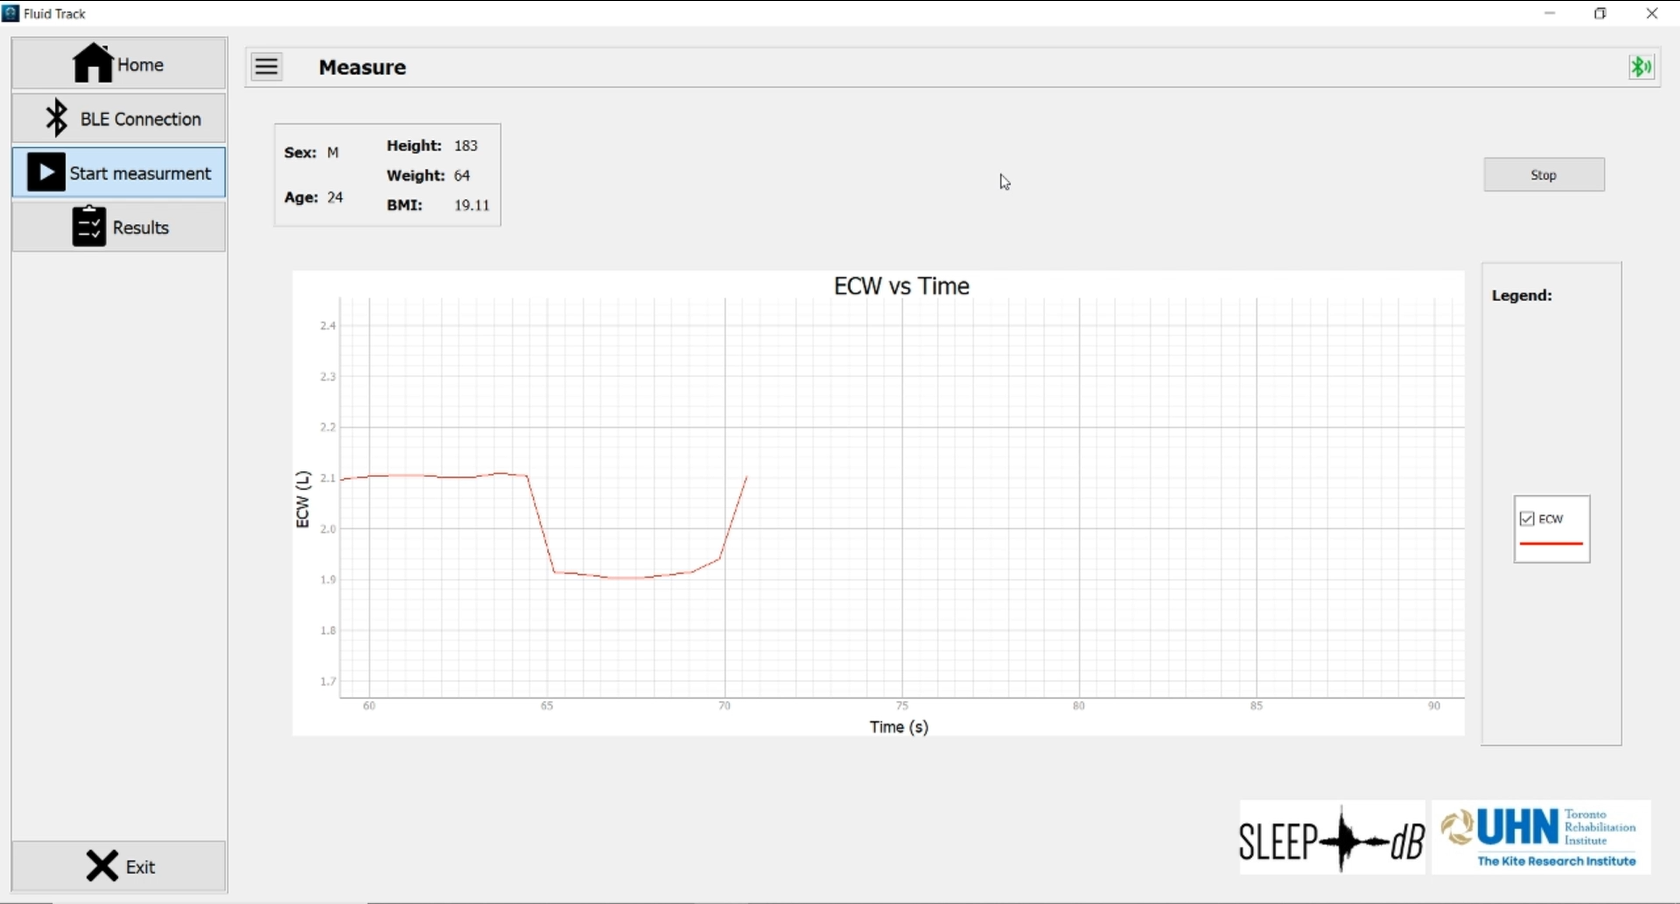 Fluid Track
Home
BLE Connection
Start measurment
Results
Exit
Measure
Sex: M
Age: 24
Height: 183
Weight: 64
BMI: 19.11
Stop
ECW vs Time
ECW (L)
2.4
2.3
2.2
2.1
2.0
1.9
1.8
1.7
60 65 70 75 80 85 90
Time (s)
Legend:
ECW
SLEEP dB
UHN
Toronto
Rehabilitation
Institute
The Kite Research Institute